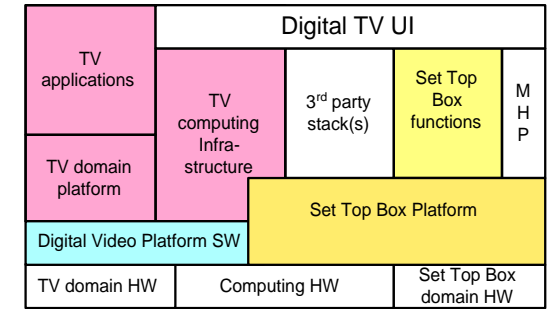 Digital TV UI
TV
applications
TV
computing
Infra-
structure
3rd party
stack(s)
Set Top
Box
functions
M
H
P
TV domain
platform
Set Top Box Platform
Digital Video Platform SW
TV domain HW
Computing HW
Set Top Box
domain HW